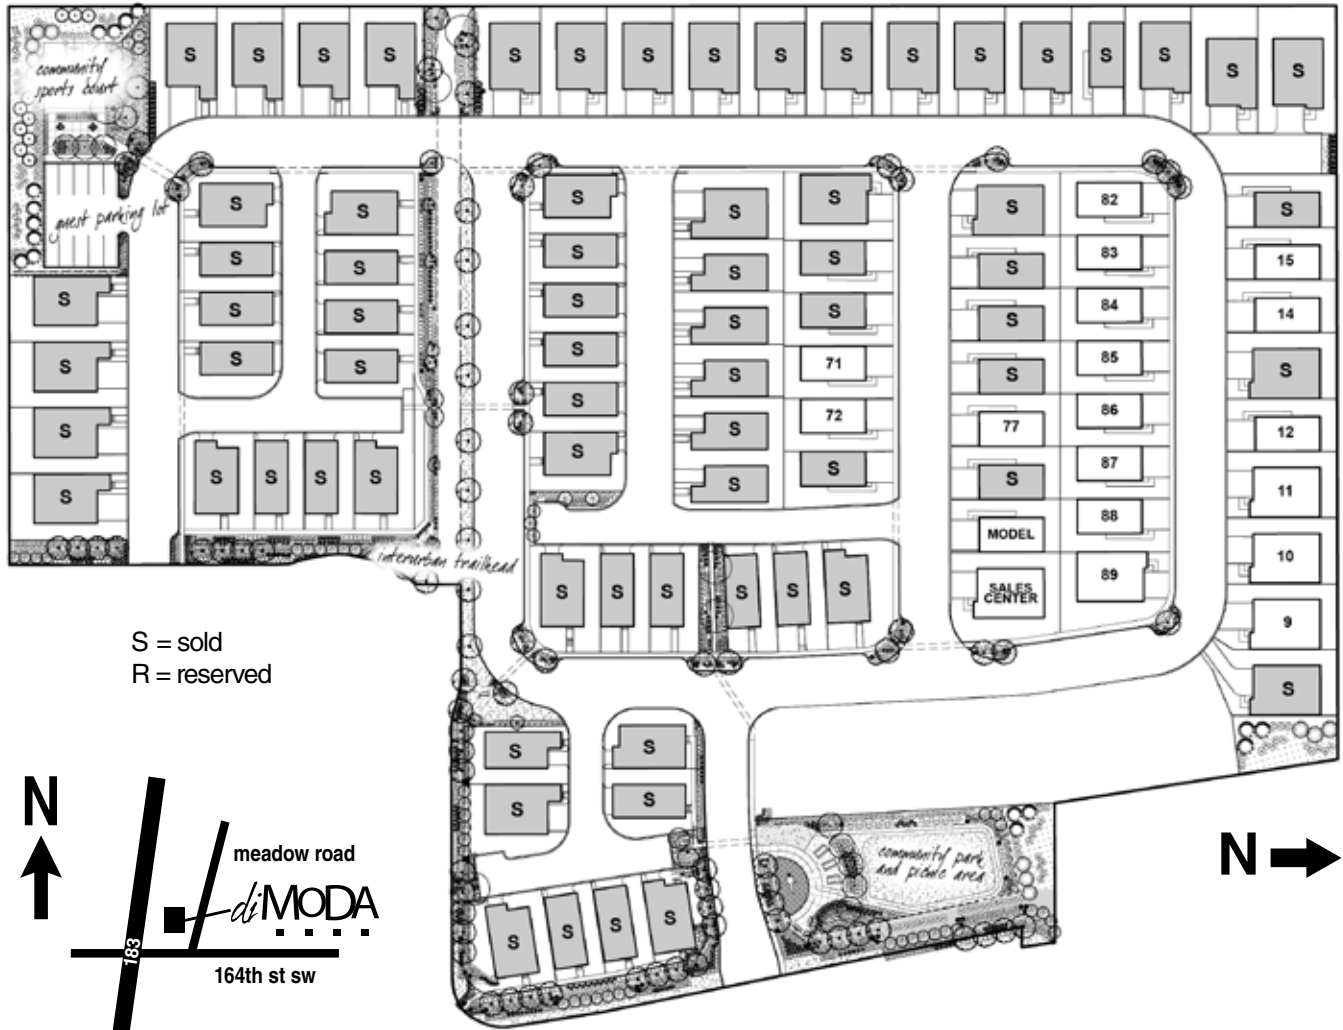 S S S S S S S S S S S S S S S S S
community
sports court
guest parking lot
S S S S S S 82 S
S S S S S S 83 15
S S S S S S S 84 14
S S S S S 71 S 85 S
S S S 72 77 86 12
S S S S S S S S S S 87 11
MODEL 88 10
interurban trailhead
S S S S S S SALES
CENTER 89 9
S
S = sold
R = reserved
S S
S S
S S S S
community park
and picnic area
N
meadow road
diMODA
183
164th st sw
N